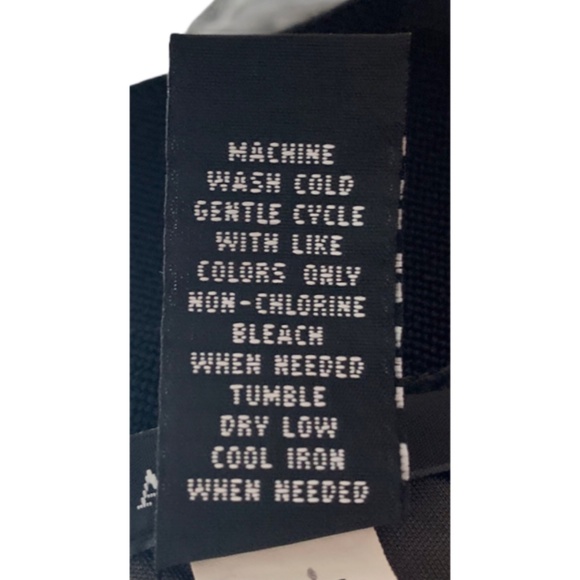 MACHINE
WASH COLD
GENTLE CYCLE
WITH LIKE
COLORS ONLY
NON-CHLORINE
BLEACH
WHEN NEEDED
TUMBLE
DRY LOW
COOL IRON
WHEN NEEDED